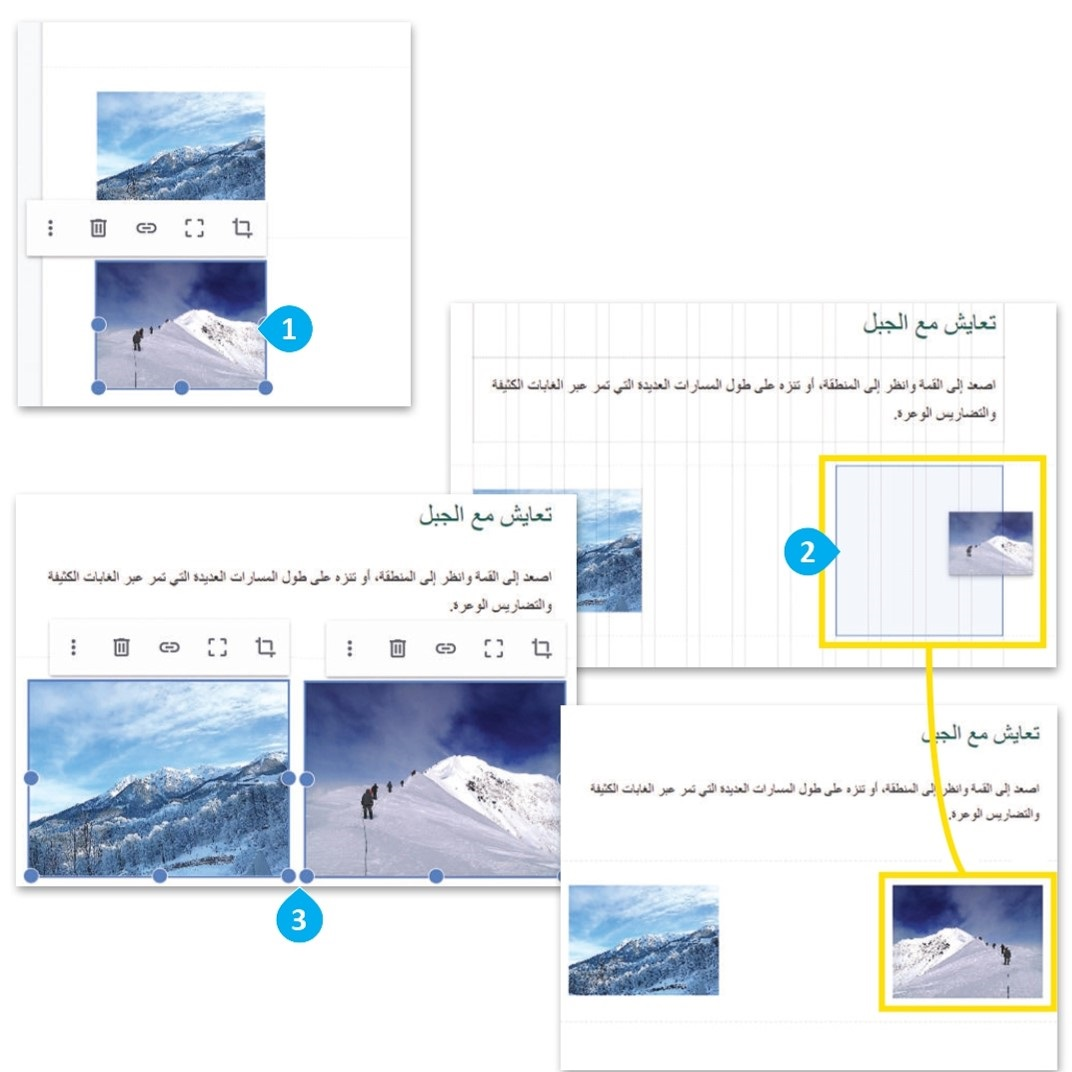 1
تعايش مع الجبل
اصعد إلى القمة وانظر إلى المنطقة، أو تنزه على طول المسارات العديدة التي تمر عبر الغابات الكثيفة
والتضاريس الوعرة.
2
تعايش مع الجبل
اصعد إلى القمة وانظر إلى المنطقة، أو تنزه على طول المسارات العديدة التي تمر عبر الغابات الكثيفة
والتضاريس الوعرة.
3
تعايش مع الجبل
اصعد إلى القمة وانظر إلى المنطقة، أو تنزه على طول المسارات العديدة التي تمر عبر الغابات الكثيفة
والتضاريس الوعرة.